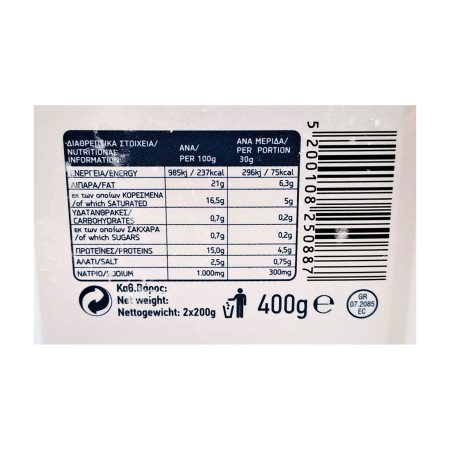 ΔΙΑΘΡΕΠΤΙΚΑ ΣΤΟΙΧΕΙΑ/
NUTRITIONAL
INFORMATION:
ΑΝΑ/
PER 100g
ΑΝΑ ΜΕΡΙΔΑ/
PER PORTION
30g
ΕΝΕΡΓΕΙΑ/ENERGY 985kj / 237kcal 296kj / 75kcal
ΛΙΠΑΡΑ/FAT 21g 6,3g
εκ των οποίων ΚΟΡΕΣΜΕΝΑ
/of which SATURATED 16,5g 5g
ΥΔΑΤΑΝΘΡΑΚΕΣ/
CARBOHYDRATES 0,7g 0,2g
εκ των οποίων ΣΑΚΧΑΡΑ
/of which SUGARS 0,7g 0,2g
ΠΡΩΤΕΪΝΕΣ/PROTEINS 15,0g 4,5g
ΑΛΑΤΙ/SALT 2,5g 0,75g
ΝΑΤΡΙΟ/SODIUM 1.000mg 300mg
Καθ.Βάρος:
Net weight:
Nettogewicht: 2x200g
400g e
GR
07.2085
EC
5 200108 250887